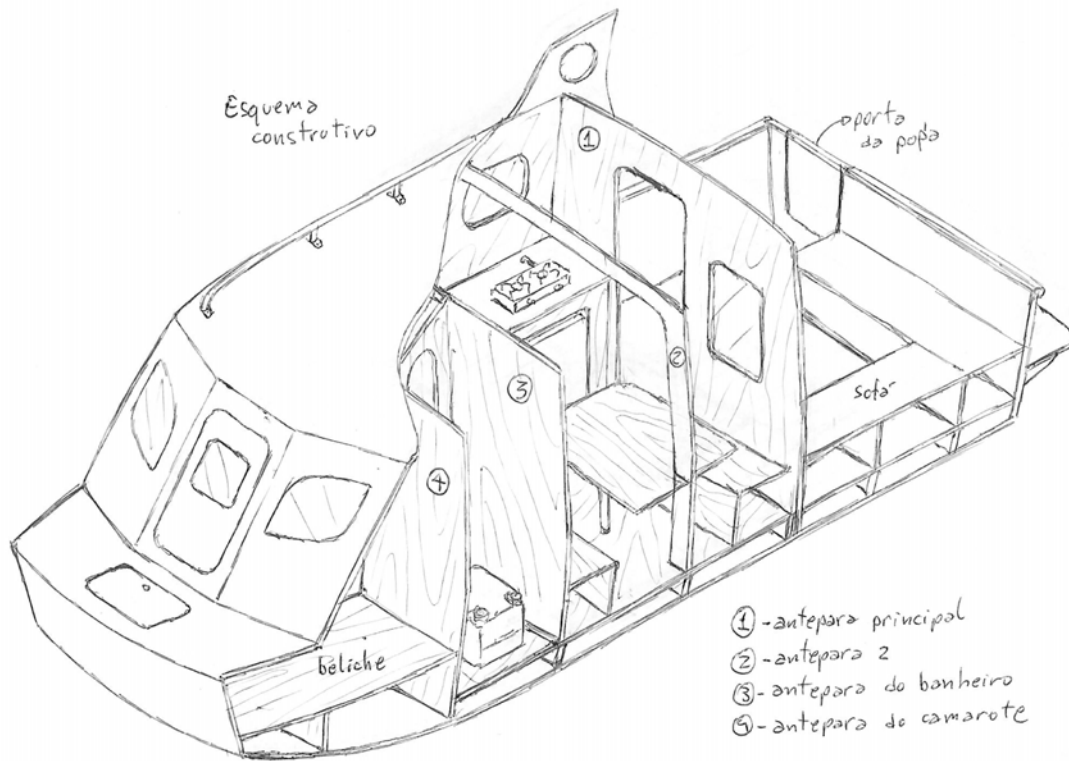 Esquema
construtivo
porta
da popa
①
②
③
④
sofá
beliche
① - antepara principal
② - antepara 2
③ - antepara do banheiro
④ - antepara do camarote